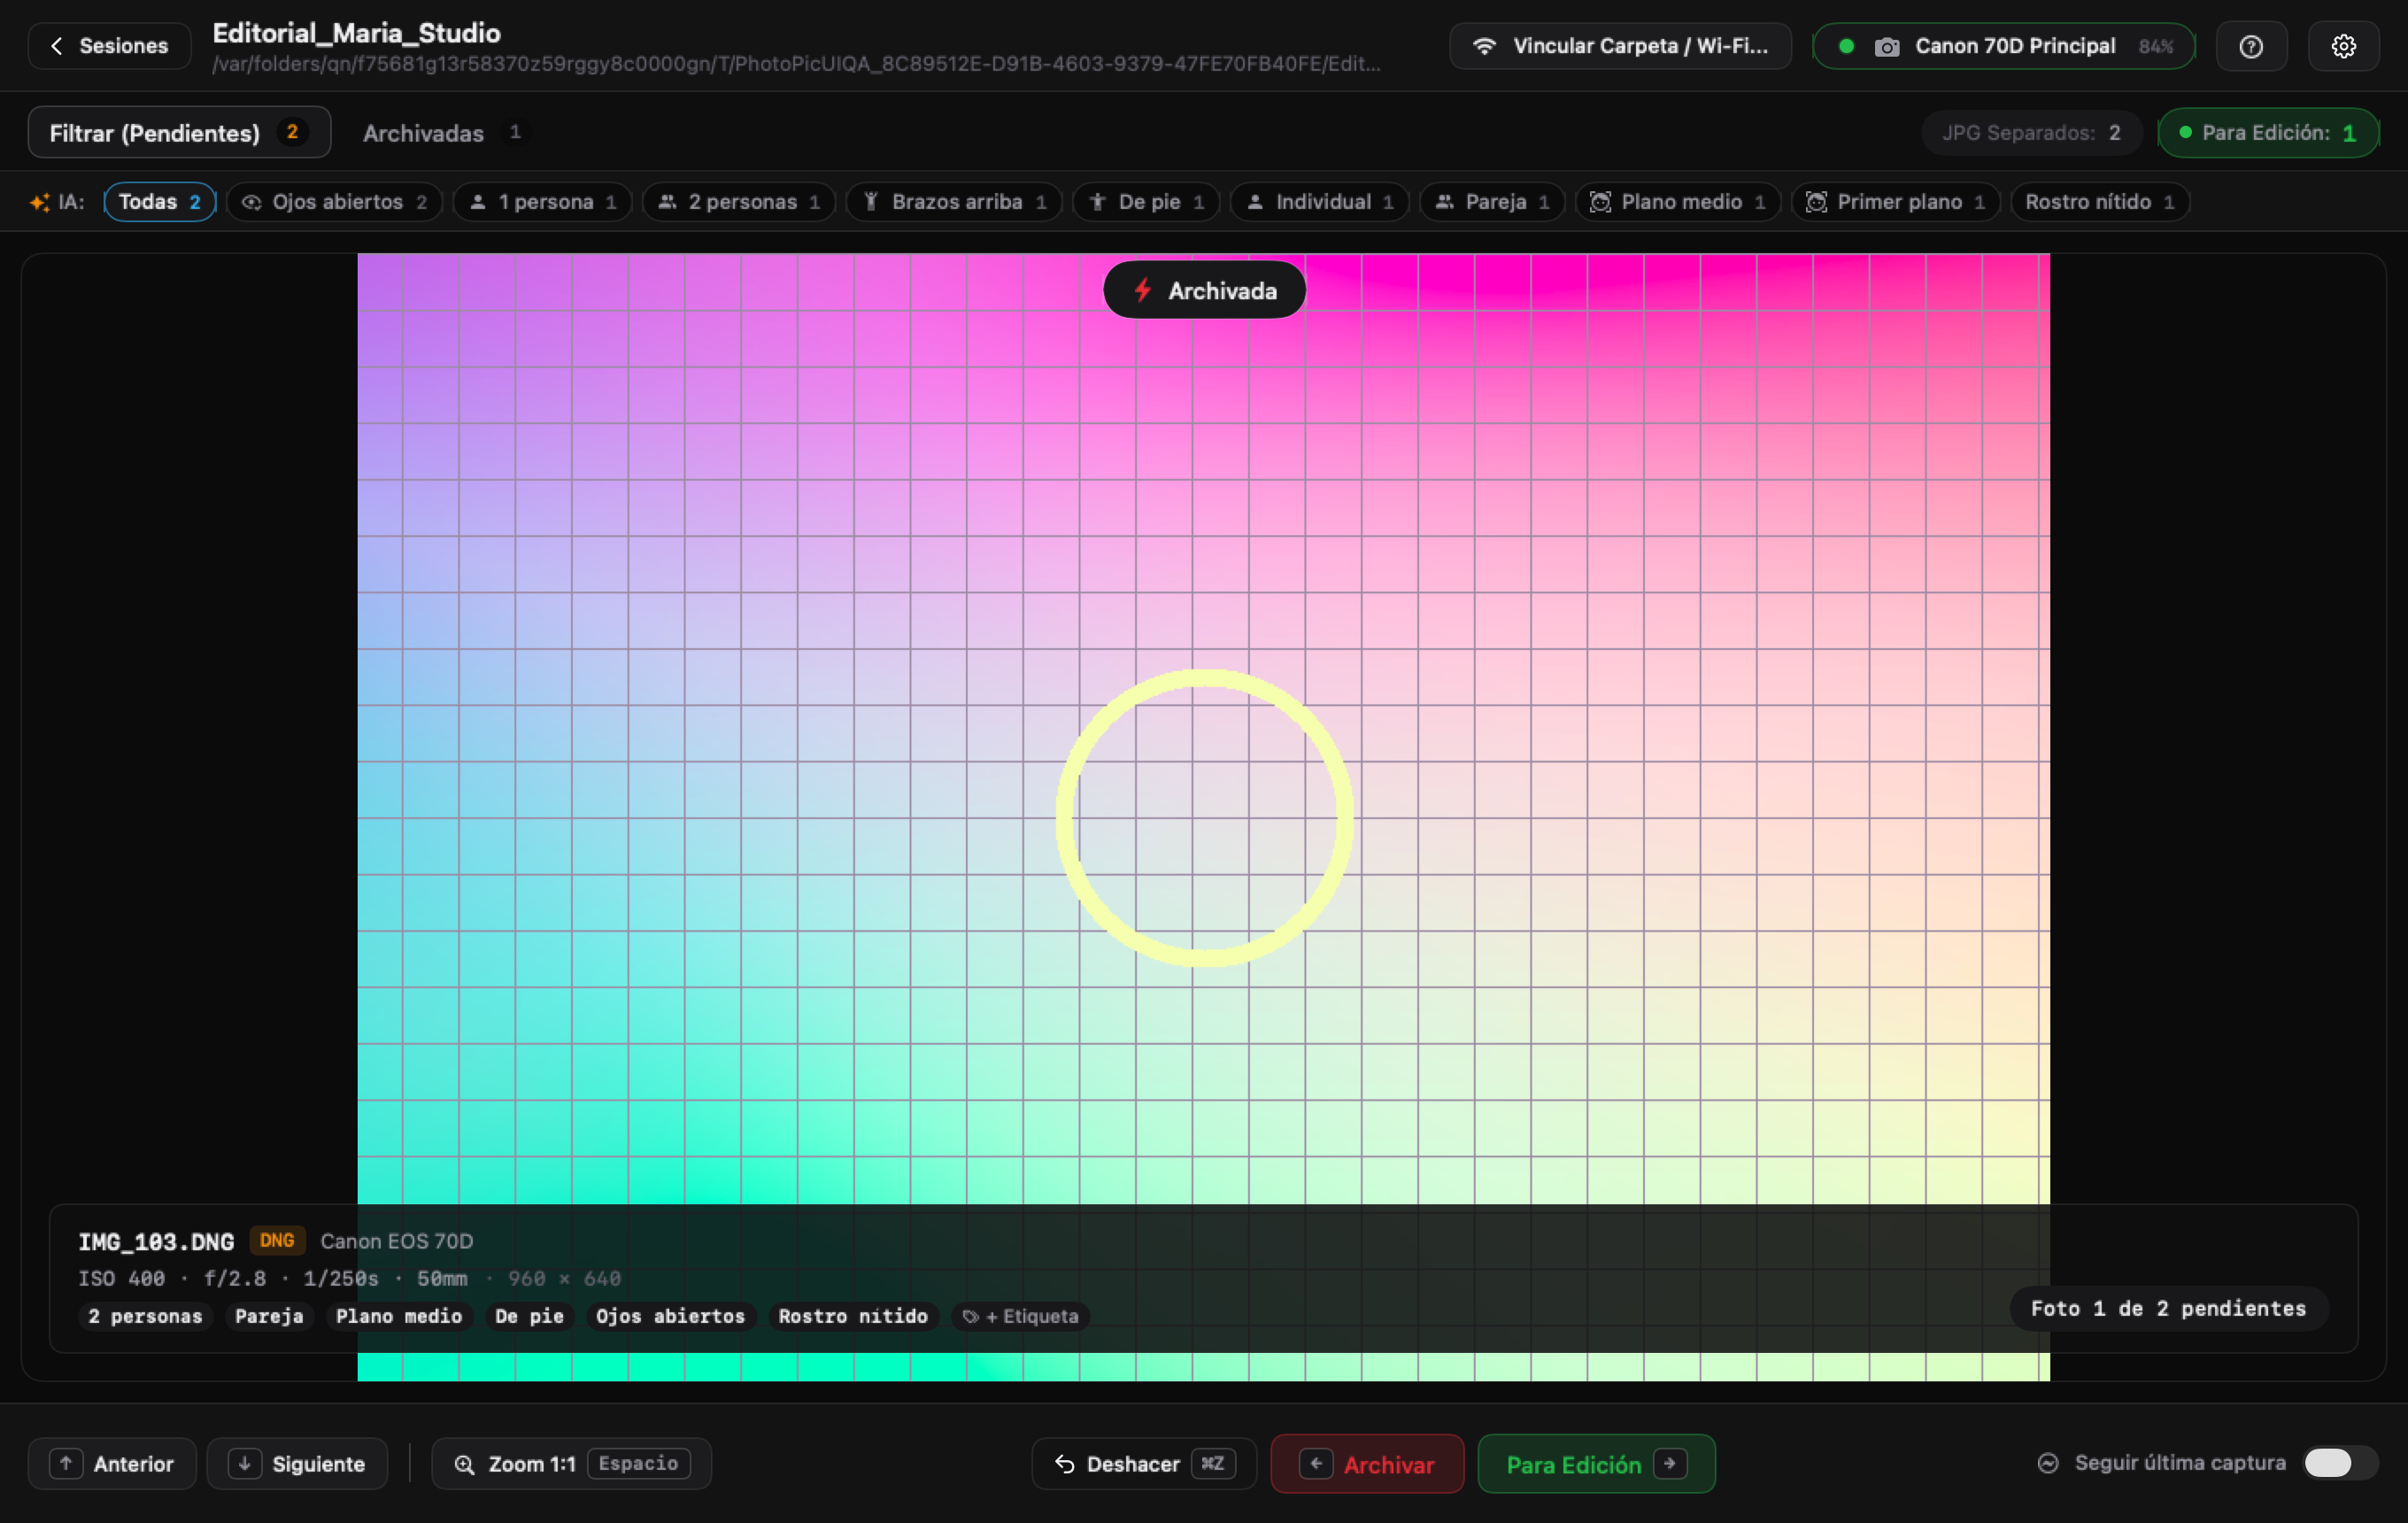 Sesiones
Editorial_Maria_Studio
/var/folders/qn/f75681g13r58370z59rggy8c0000gn/T/PhotoPicUIQA_8C89512E-D91B-4603-9379-47FE70FB40FE/Edit...
Vincular Carpeta / Wi-Fi...
Canon 70D Principal 84%
Filtrar (Pendientes) 2
Archivadas 1
JPG Separados: 2
Para Edición: 1
IA:
Todas 2
Ojos abiertos 2
1 persona 1
2 personas 1
Brazos arriba 1
De pie 1
Individual 1
Pareja 1
Plano medio 1
Primer plano 1
Rostro nítido 1
Archivada
IMG_103.DNG DNG Canon EOS 70D
ISO 400 · f/2.8 · 1/250s · 50mm · 960 × 640
2 personas Pareja Plano medio De pie Ojos abiertos Rostro nítido + Etiqueta
Foto 1 de 2 pendientes
↑ Anterior
↓ Siguiente
Zoom 1:1 Espacio
Deshacer ⌘Z
← Archivar
Para Edición →
Seguir última captura